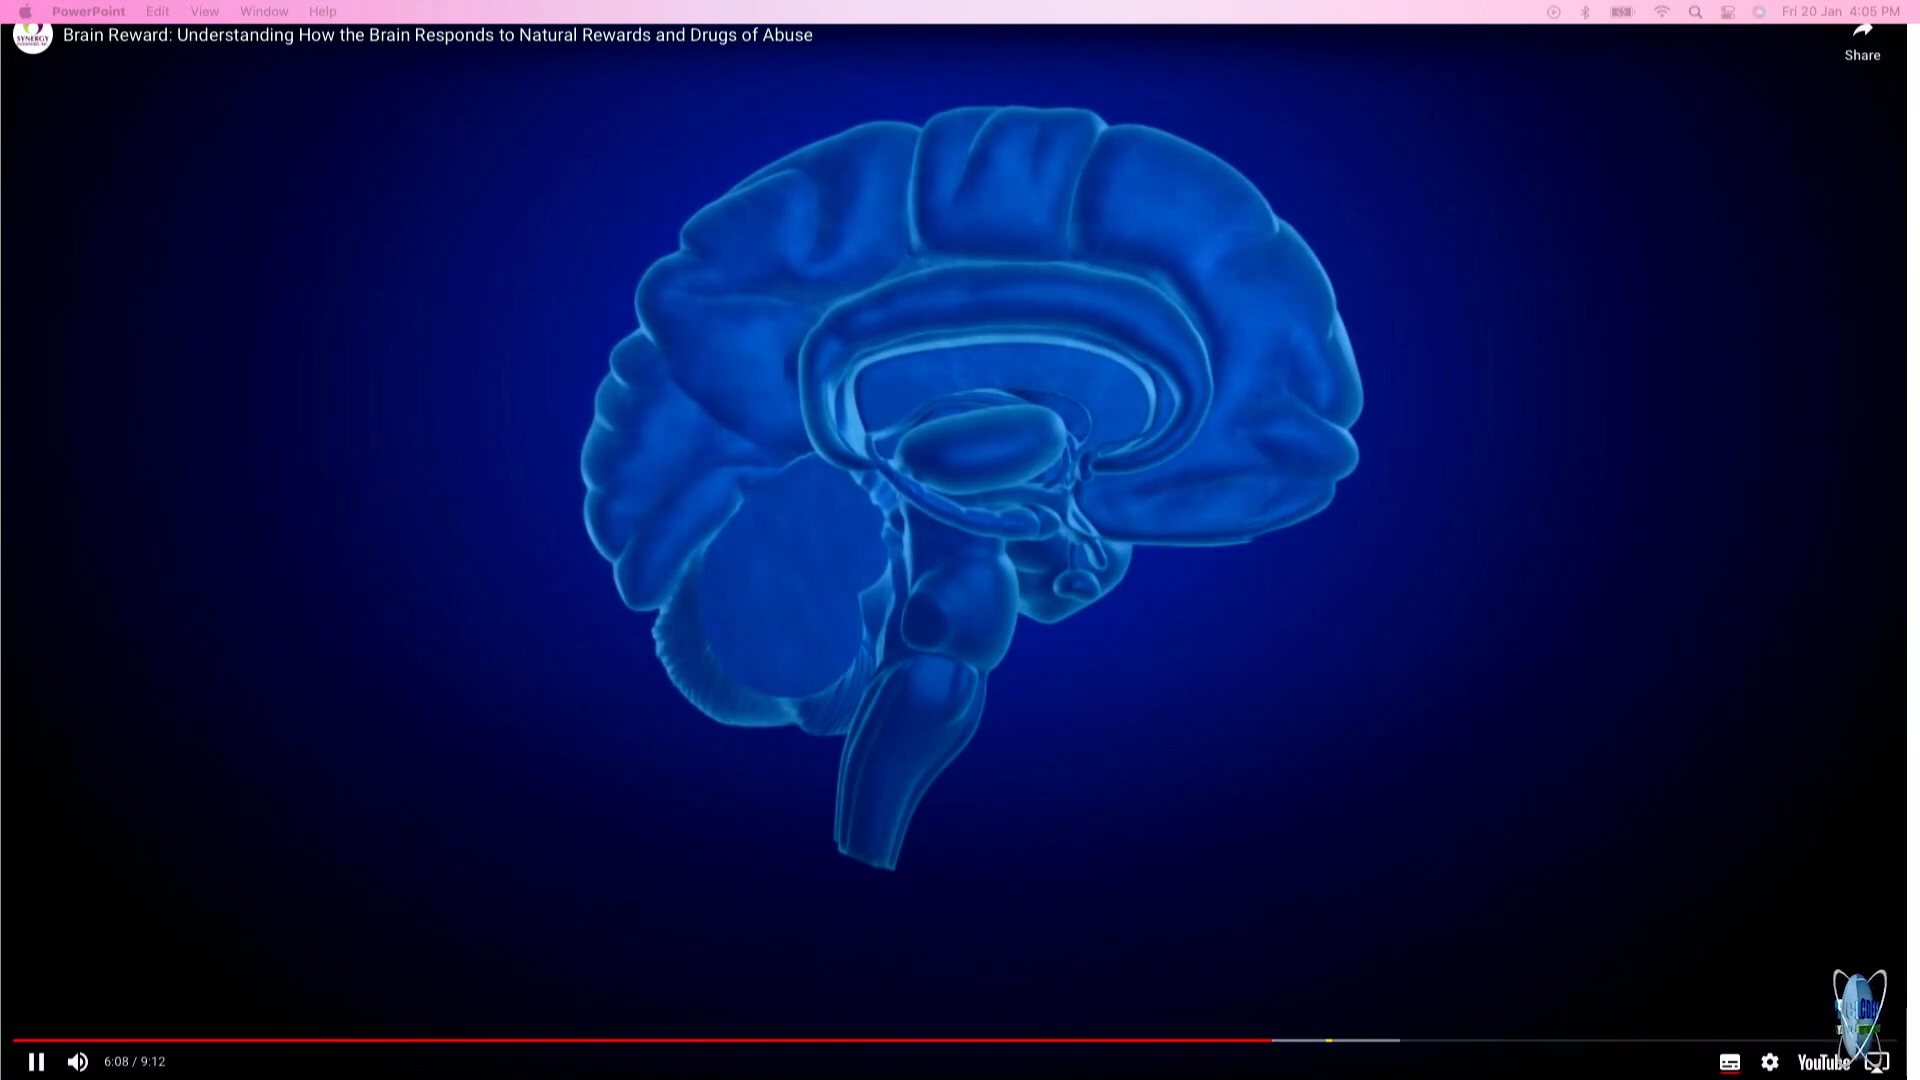 PowerPoint Edit View Window Help Fri 20 Jan 4:05 PM
SYNERGY
Brain Reward: Understanding How the Brain Responds to Natural Rewards and Drugs of Abuse
Share
6:08 / 9:12
YouTube